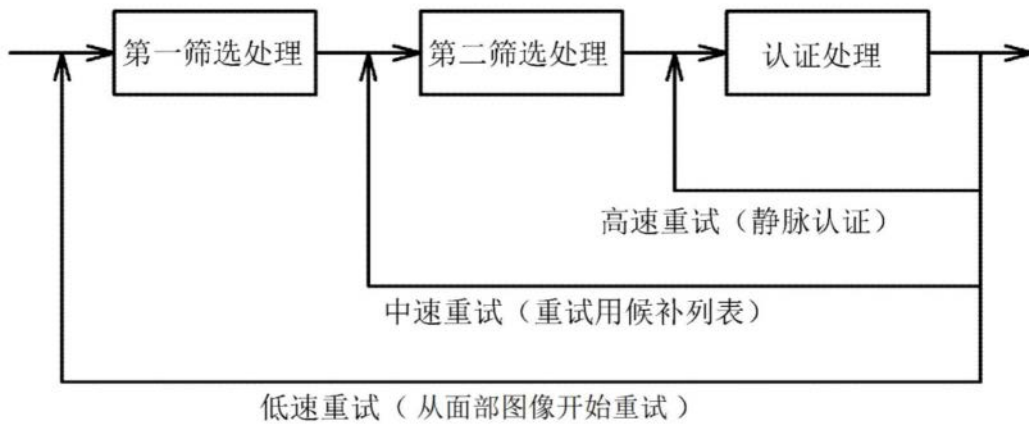 第一筛选处理
第二筛选处理
认证处理
高速重试（静脉认证）
中速重试（重试用候补列表）
低速重试（从面部图像开始重试）